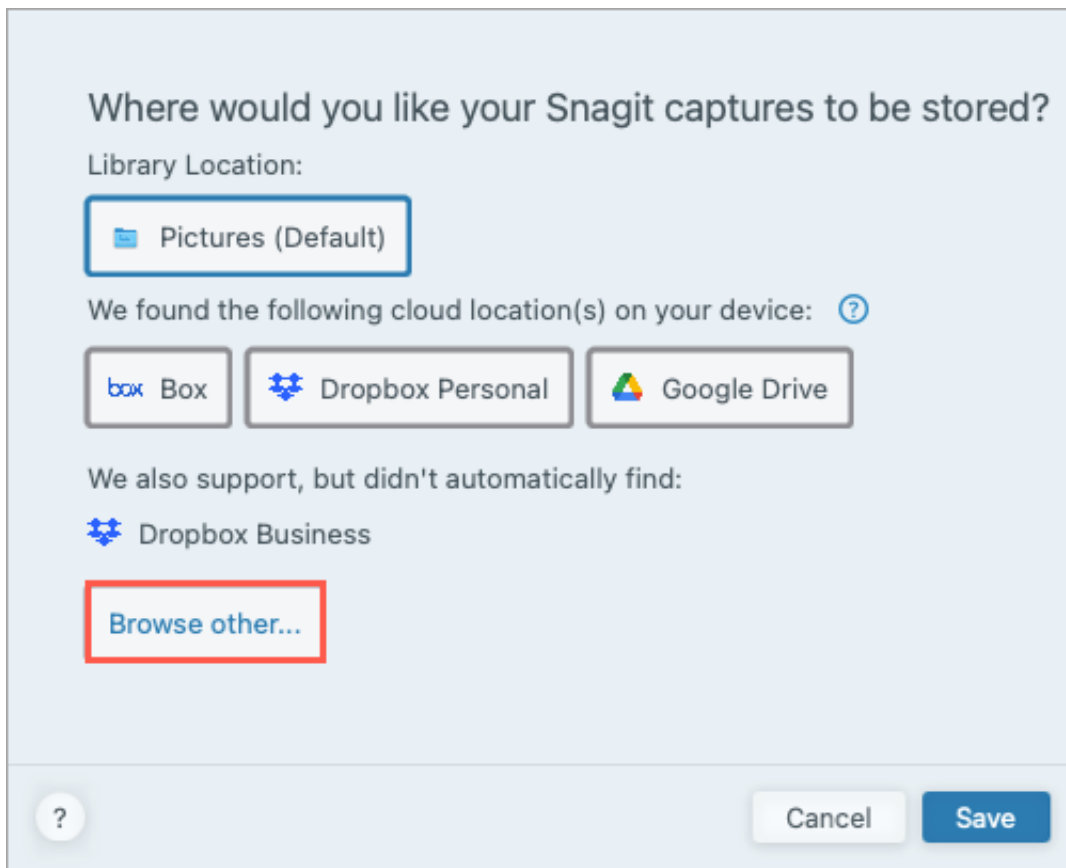 Where would you like your Snagit captures to be stored?
Library Location:
Pictures (Default)
We found the following cloud location(s) on your device: ?
box Box Dropbox Personal Google Drive
We also support, but didn't automatically find:
Dropbox Business
Browse other...
? Cancel Save